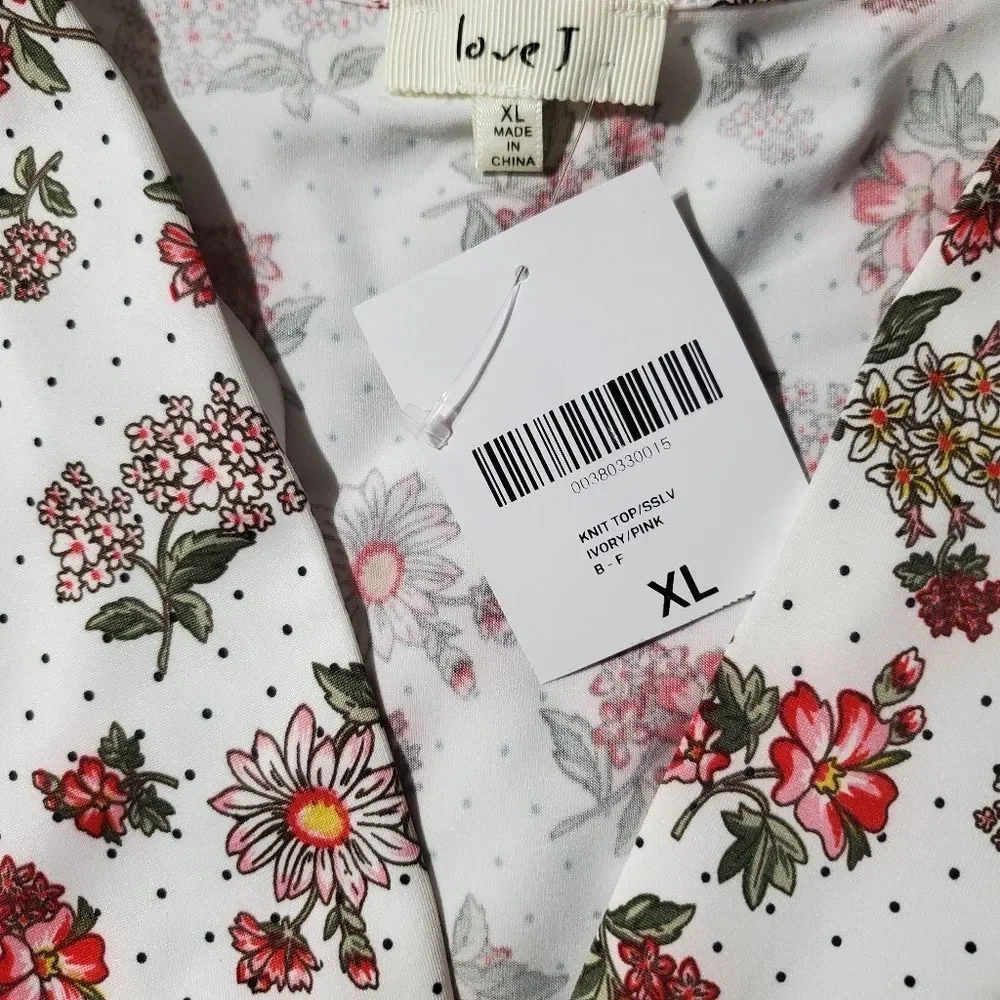 love J
XL
MADE
IN
CHINA
00380330015
KNIT TOP/SSLV
IVORY/PINK
B - F
XL